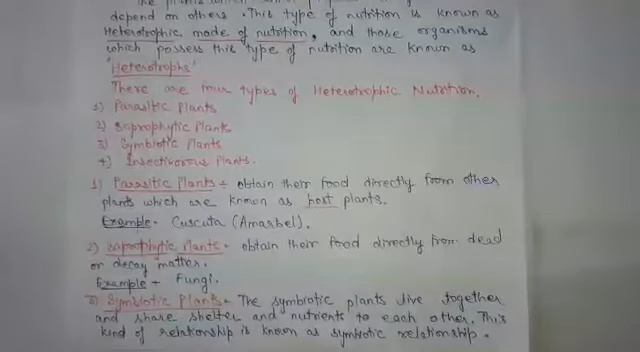 the plants which
depend on others. This type of nutrition is known as
Heterotrophic mode of nutrition, and those organisms
which possess this type of nutrition are known as
'Heterotrophs'
There are four types of Heterotrophic Nutrition.
1) Parasitic Plants
2) Saprophytic Plants
3) Symbiotic Plants
4) Insectivorous Plants.
1) Parasitic Plants - obtain their food directly from other
plants which are known as host plants.
Example - Cuscuta (Amarbel).
2) Saprophytic Plants - obtain their food directly from dead
or decay matter.
Example - Fungi.
3) Symbiotic Plants - The symbiotic plants live together
and share shelter and nutrients to each other. This
kind of relationship is known as symbiotic relationship.